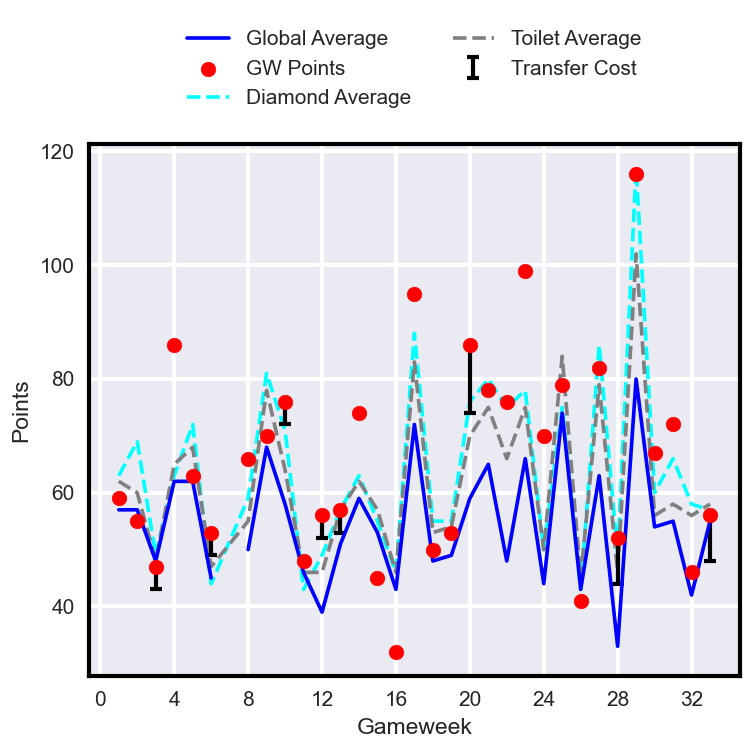 Global Average
GW Points
Diamond Average
Toilet Average
Transfer Cost
120
100
80
60
40
Points
0 4 8 12 16 20 24 28 32
Gameweek